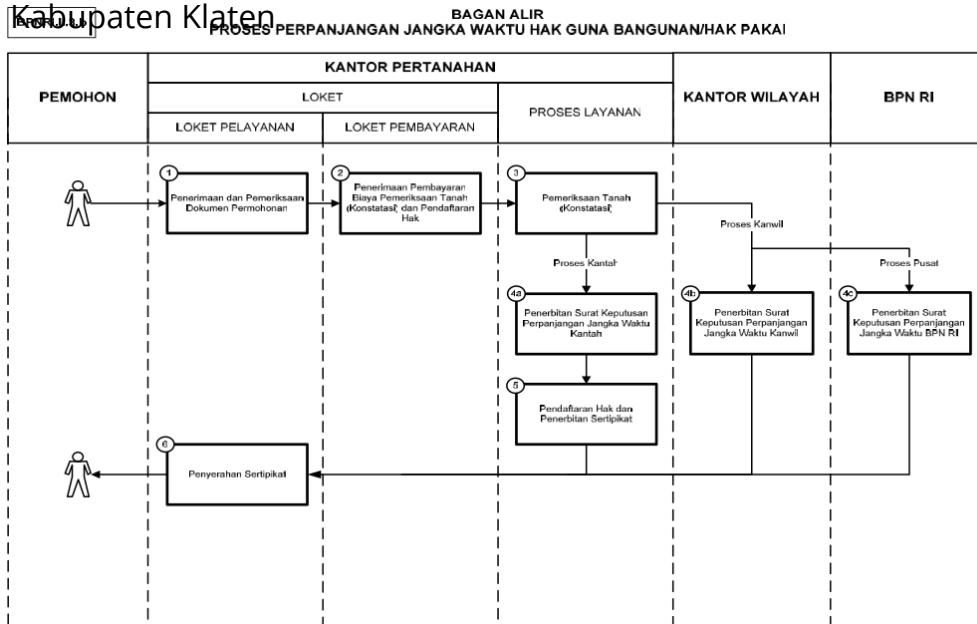 Kabupaten Klaten
BAGAN ALIR
PROSES PERPANJANGAN JANGKA WAKTU HAK GUNA BANGUNAN/HAK PAKAI
PEMOHON
KANTOR PERTANAHAN
LOKET
LOKET PELAYANAN
LOKET PEMBAYARAN
PROSES LAYANAN
KANTOR WILAYAH
BPN RI
1
Penerimaan dan Pemeriksaan
Dokumen Permohonan
2
Penerimaan Pembayaran
Biaya Pemeriksaan Tanah
(Konstatasi) dan Pendaftaran
Hak
3
Pemeriksaan Tanah
(Konstatasi)
Proses Kanwil
Proses Kantah
Proses Pusat
4a
Penerbitan Surat Keputusan
Perpanjangan Jangka Waktu
Kantah
4b
Penerbitan Surat
Keputusan Perpanjangan
Jangka Waktu Kanwil
4c
Penerbitan Surat
Keputusan Perpanjangan
Jangka Waktu BPN RI
5
Pendaftaran Hak dan
Penerbitan Sertipikat
6
Penyerahan Sertipikat